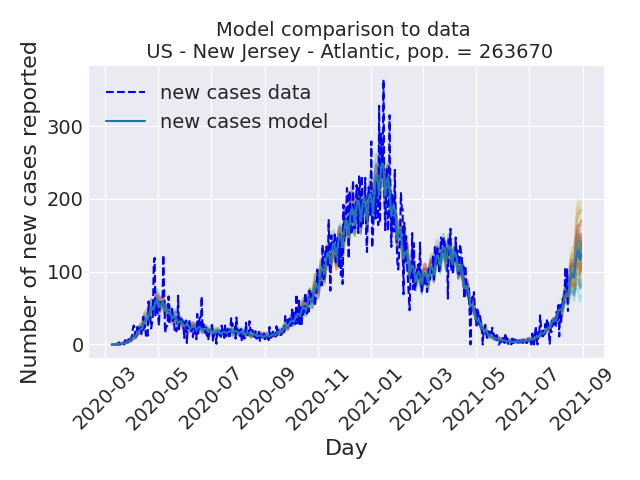 Model comparison to data
US - New Jersey - Atlantic, pop. = 263670
Number of new cases reported
300
200
100
0
new cases data
new cases model
2020-03
2020-05
2020-07
2020-09
2020-11
2021-01
2021-03
2021-05
2021-07
2021-09
Day